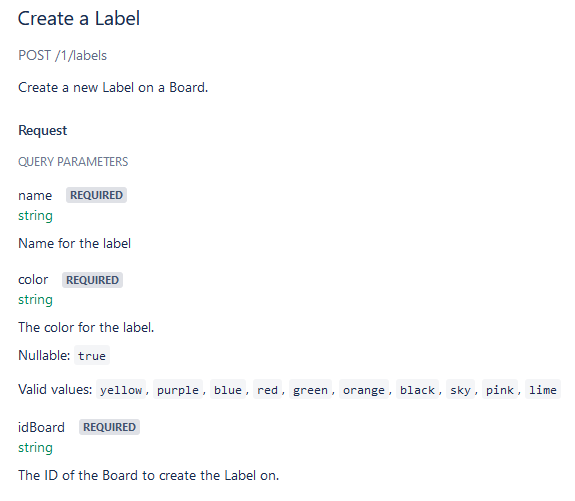 Create a Label
POST /1/labels
Create a new Label on a Board.
Request
QUERY PARAMETERS
name REQUIRED
string
Name for the label
color REQUIRED
string
The color for the label.
Nullable: true
Valid values: yellow, purple, blue, red, green, orange, black, sky, pink, lime
idBoard REQUIRED
string
The ID of the Board to create the Label on.